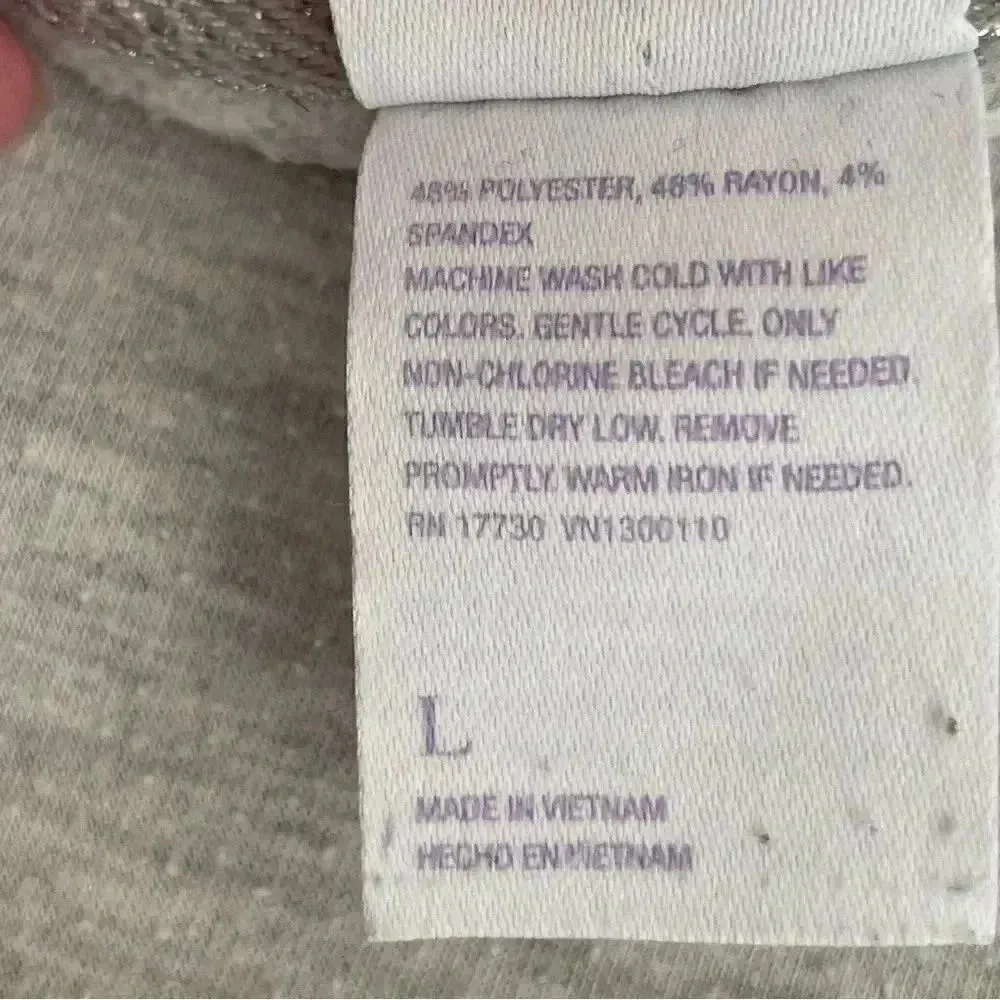 48% POLYESTER, 48% RAYON, 4%
SPANDEX
MACHINE WASH COLD WITH LIKE
COLORS. GENTLE CYCLE. ONLY
NON-CHLORINE BLEACH IF NEEDED.
TUMBLE DRY LOW. REMOVE
PROMPTLY. WARM IRON IF NEEDED.
RN 17730 VN1300110
L
MADE IN VIETNAM
HECHO EN VIETNAM